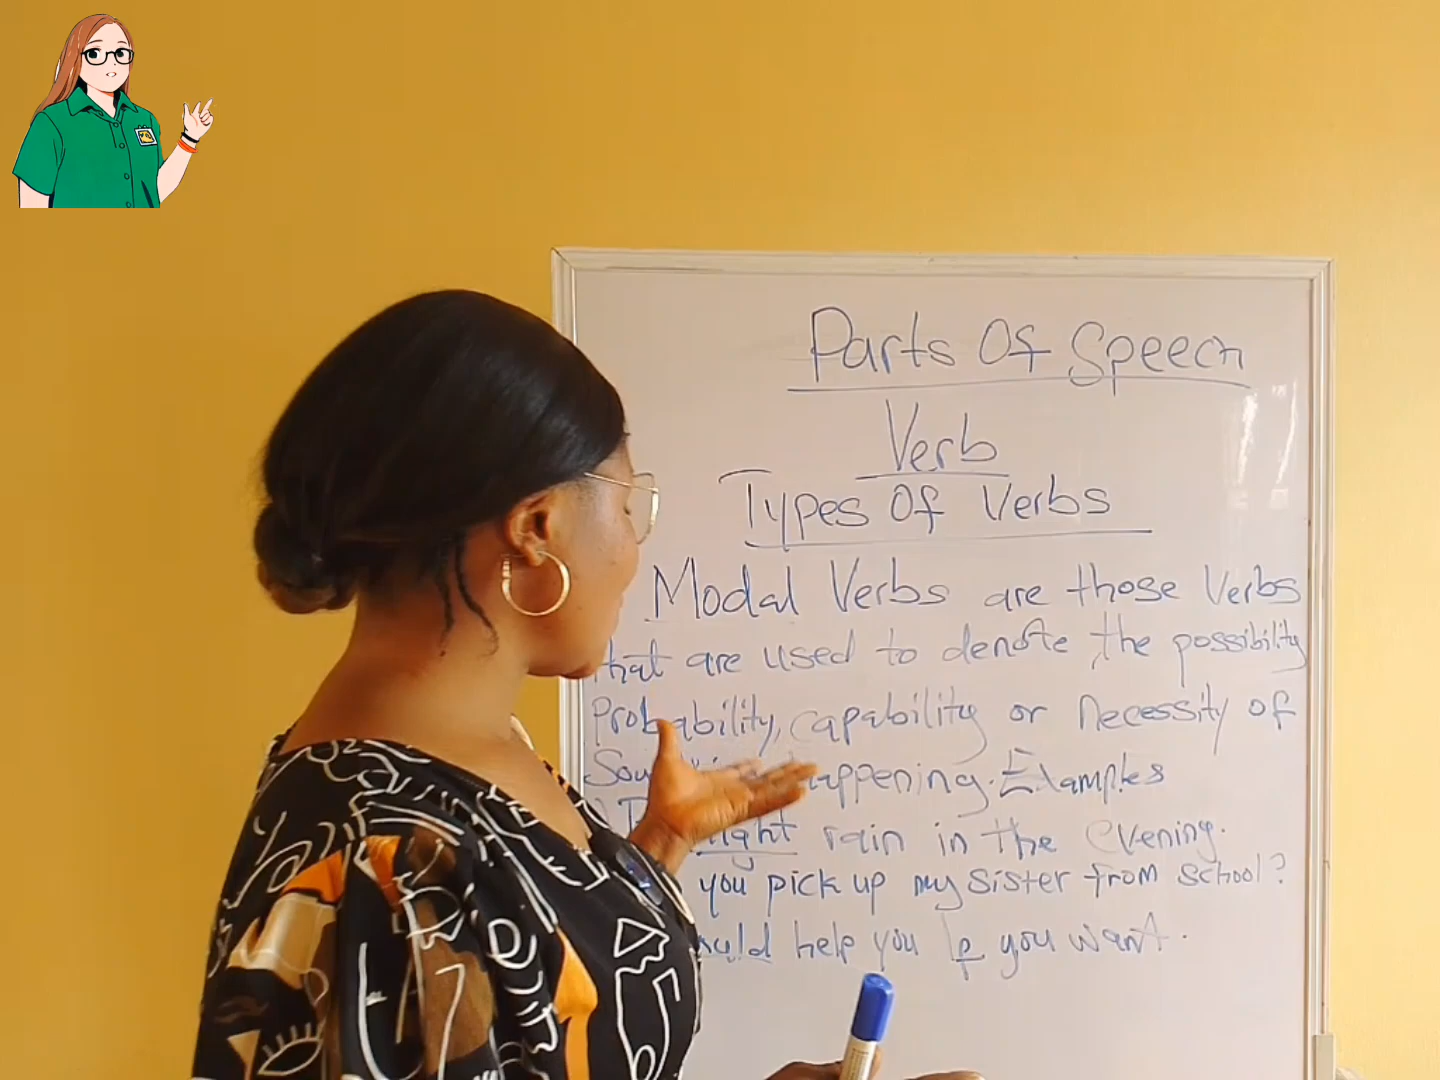 Parts Of Speech
Verb
Types Of Verbs
Modal Verbs are those Verbs
that are used to denote, the possibility
Probability, capability or necessity of
happening. Examples
might rain in the evening.
you pick up my sister from school?
help you if you want.